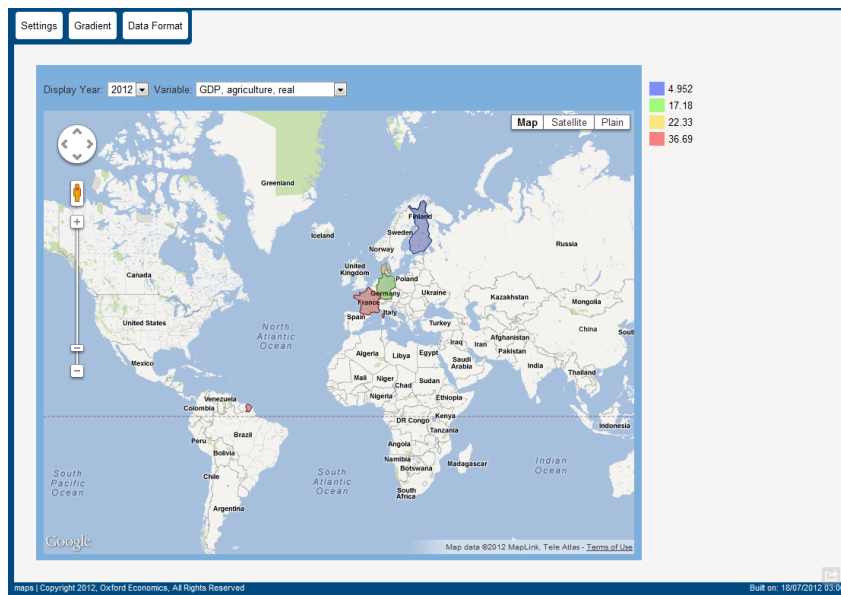 Settings Gradient Data Format
Display Year: 2012 Variable: GDP, agriculture, real
4.952
17.18
22.33
36.69
Map Satellite Plain
Greenland
Finland
Iceland
Sweden
Norway
Russia
United
Kingdom
Canada
Poland
Germany
Ukraine
France
Kazakhstan
Mongolia
Spain
Italy
United States
Turkey
China
Sout
North
Atlantic
Ocean
Iraq
Iran
Afghanistan
Pakistan
Algeria
Libya
Egypt
Saudi
Arabia
Mexico
India
Thailand
Mali
Niger
Chad
Sudan
Nigeria
Ethiopia
Venezuela
Colombia
DR Congo
Kenya
Tanzania
Indonesia
Peru
Brazil
Angola
Bolivia
Namibia
Botswana
Madagascar
South
Pacific
Ocean
Chile
South
Atlantic
Ocean
Indian
Ocean
South
Africa
Argentina
Google
Map data ©2012 MapLink, Tele Atlas - Terms of Use
maps | Copyright 2012, Oxford Economics, All Rights Reserved
Built on: 18/07/2012 03:0